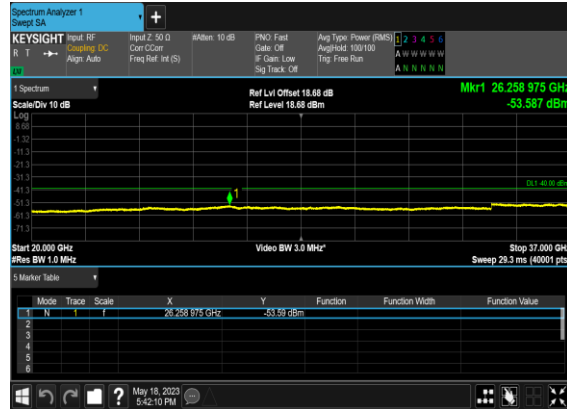 Spectrum Analyzer 1
Swept SA
+
KEYSIGHT
R T
Input: RF
Coupling: DC
Align: Auto
Input Z: 50 Ω
Corr CCorr
Freq Ref: Int (S)
#Atten: 10 dB
PNO: Fast
Gate: Off
IF Gain: Low
Sig Track: Off
Avg Type: Power (RMS)
Avg|Hold: 100/100
Trig: Free Run
1 2 3 4 5 6
A W W W W W
A N N N N N
1 Spectrum
Scale/Div 10 dB
Ref Lvl Offset 18.68 dB
Ref Level 18.68 dBm
Mkr1 26.258 975 GHz
-53.587 dBm
Log
8.68
-1.32
-11.3
-21.3
-31.3
-41.3
-51.3
-61.3
-71.3
DL1 -40.00 dBm
1
Start 20.000 GHz
#Res BW 1.0 MHz
Video BW 3.0 MHz*
Stop 37.000 GHz
Sweep 29.3 ms (40001 pts
5 Marker Table
Mode Trace Scale X Y Function Function Width Function Value
1 N 1 f 26.258 975 GHz -53.59 dBm
2
3
4
5
6
?
May 18, 2023
5:42:10 PM